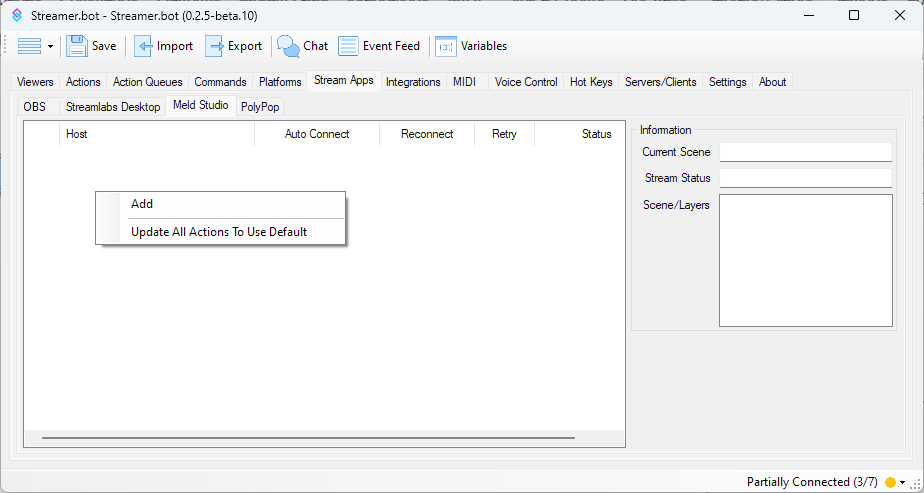 Streamer.bot - Streamer.bot (0.2.5-beta.10)
Save Import Export Chat Event Feed Variables
Viewers Actions Action Queues Commands Platforms Stream Apps Integrations MIDI Voice Control Hot Keys Servers/Clients Settings About
OBS Streamlabs Desktop Meld Studio PolyPop
Host Auto Connect Reconnect Retry Status
Add
Update All Actions To Use Default
Information
Current Scene
Stream Status
Scene/Layers
Partially Connected (3/7)